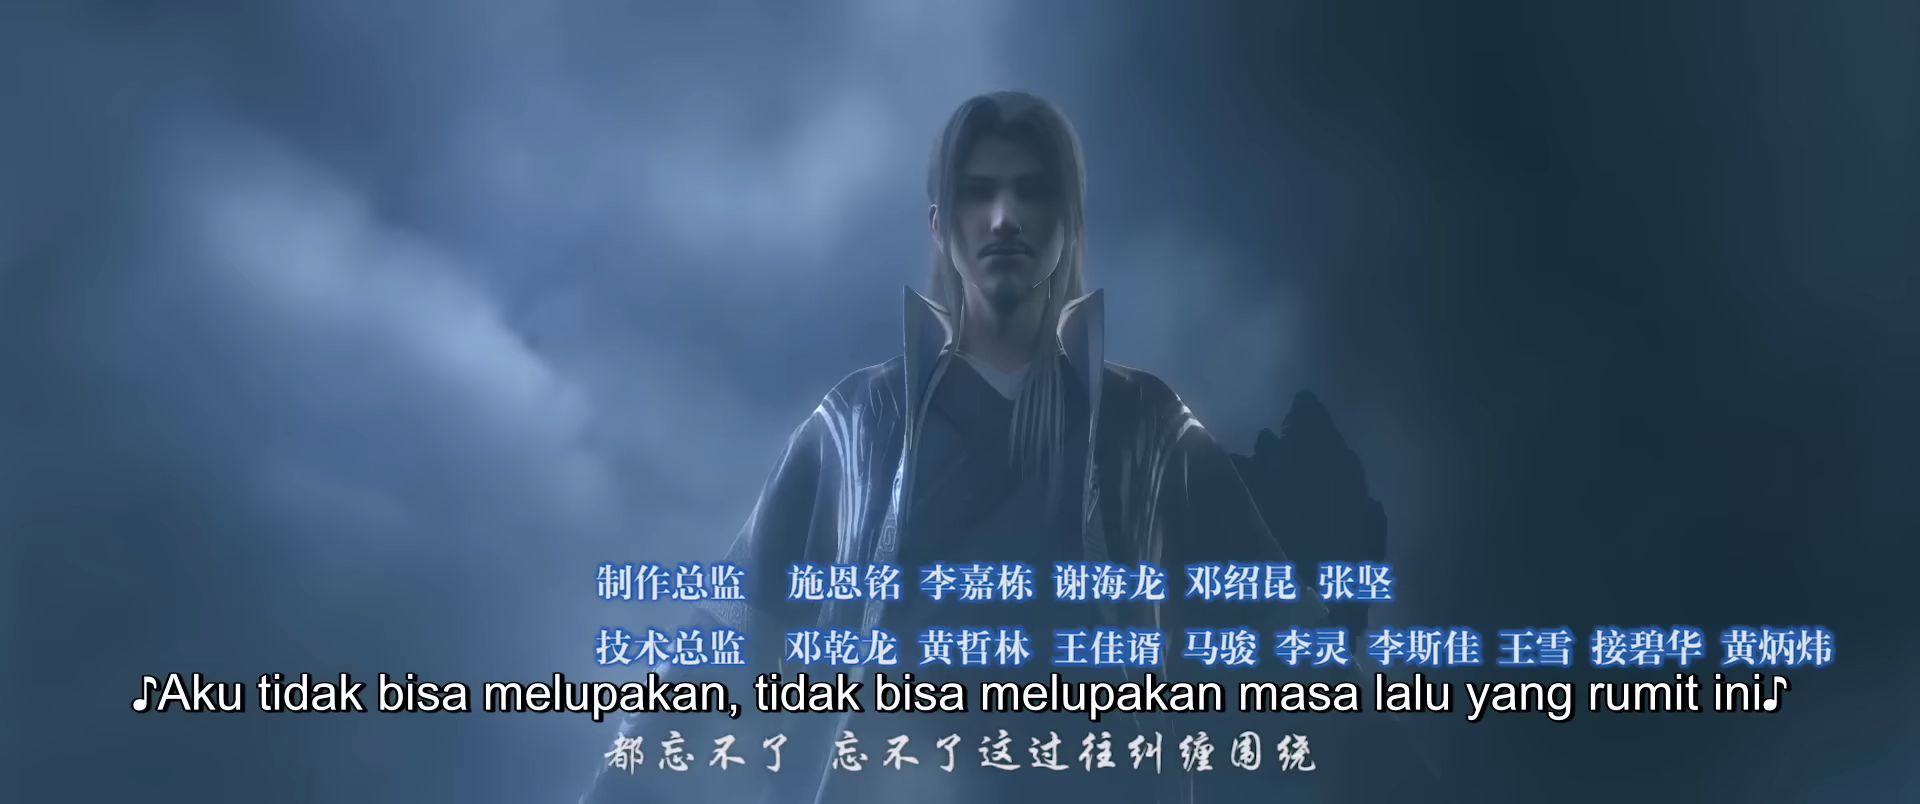 制作总监 施恩铭 李嘉栋 谢海龙 邓绍昆 张坚
技术总监 邓乾龙 黄哲林 王佳谞 马骏 李灵 李斯佳 王雪 接碧华 黄炳炜
♪Aku tidak bisa melupakan, tidak bisa melupakan masa lalu yang rumit ini♪
都忘不了 忘不了这过往纠缠围绕